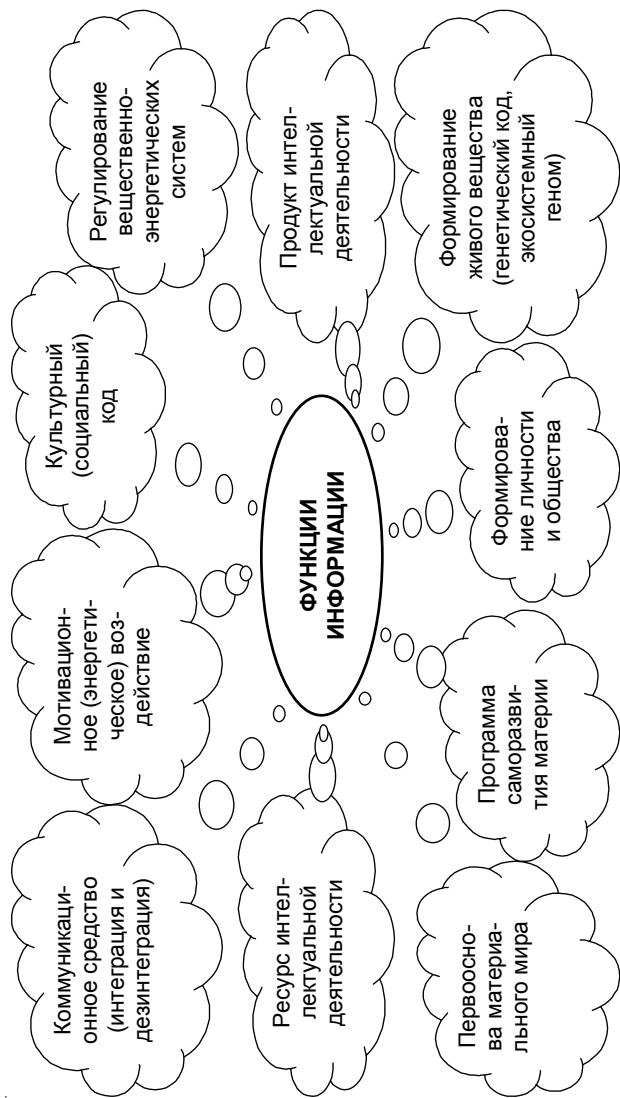 Коммуникаци-
онное средство
(интеграция и
дезинтеграция)
Мотивацион-
ное (энергети-
ческое) воз-
действие
Культурный
(социальный)
код
Регулирование
вещественно-
энергетических
систем
Ресурс интел-
лектуальной
деятельности
ФУНКЦИИ
ИНФОРМАЦИИ
Продукт интел-
лектуальной
деятельности
Первоосно-
ва материа-
льного мира
Программа
саморазви-
тия материи
Формирова-
ние личности
и общества
Формирование
живого вещества
(генетический код,
экосистемный
геном)